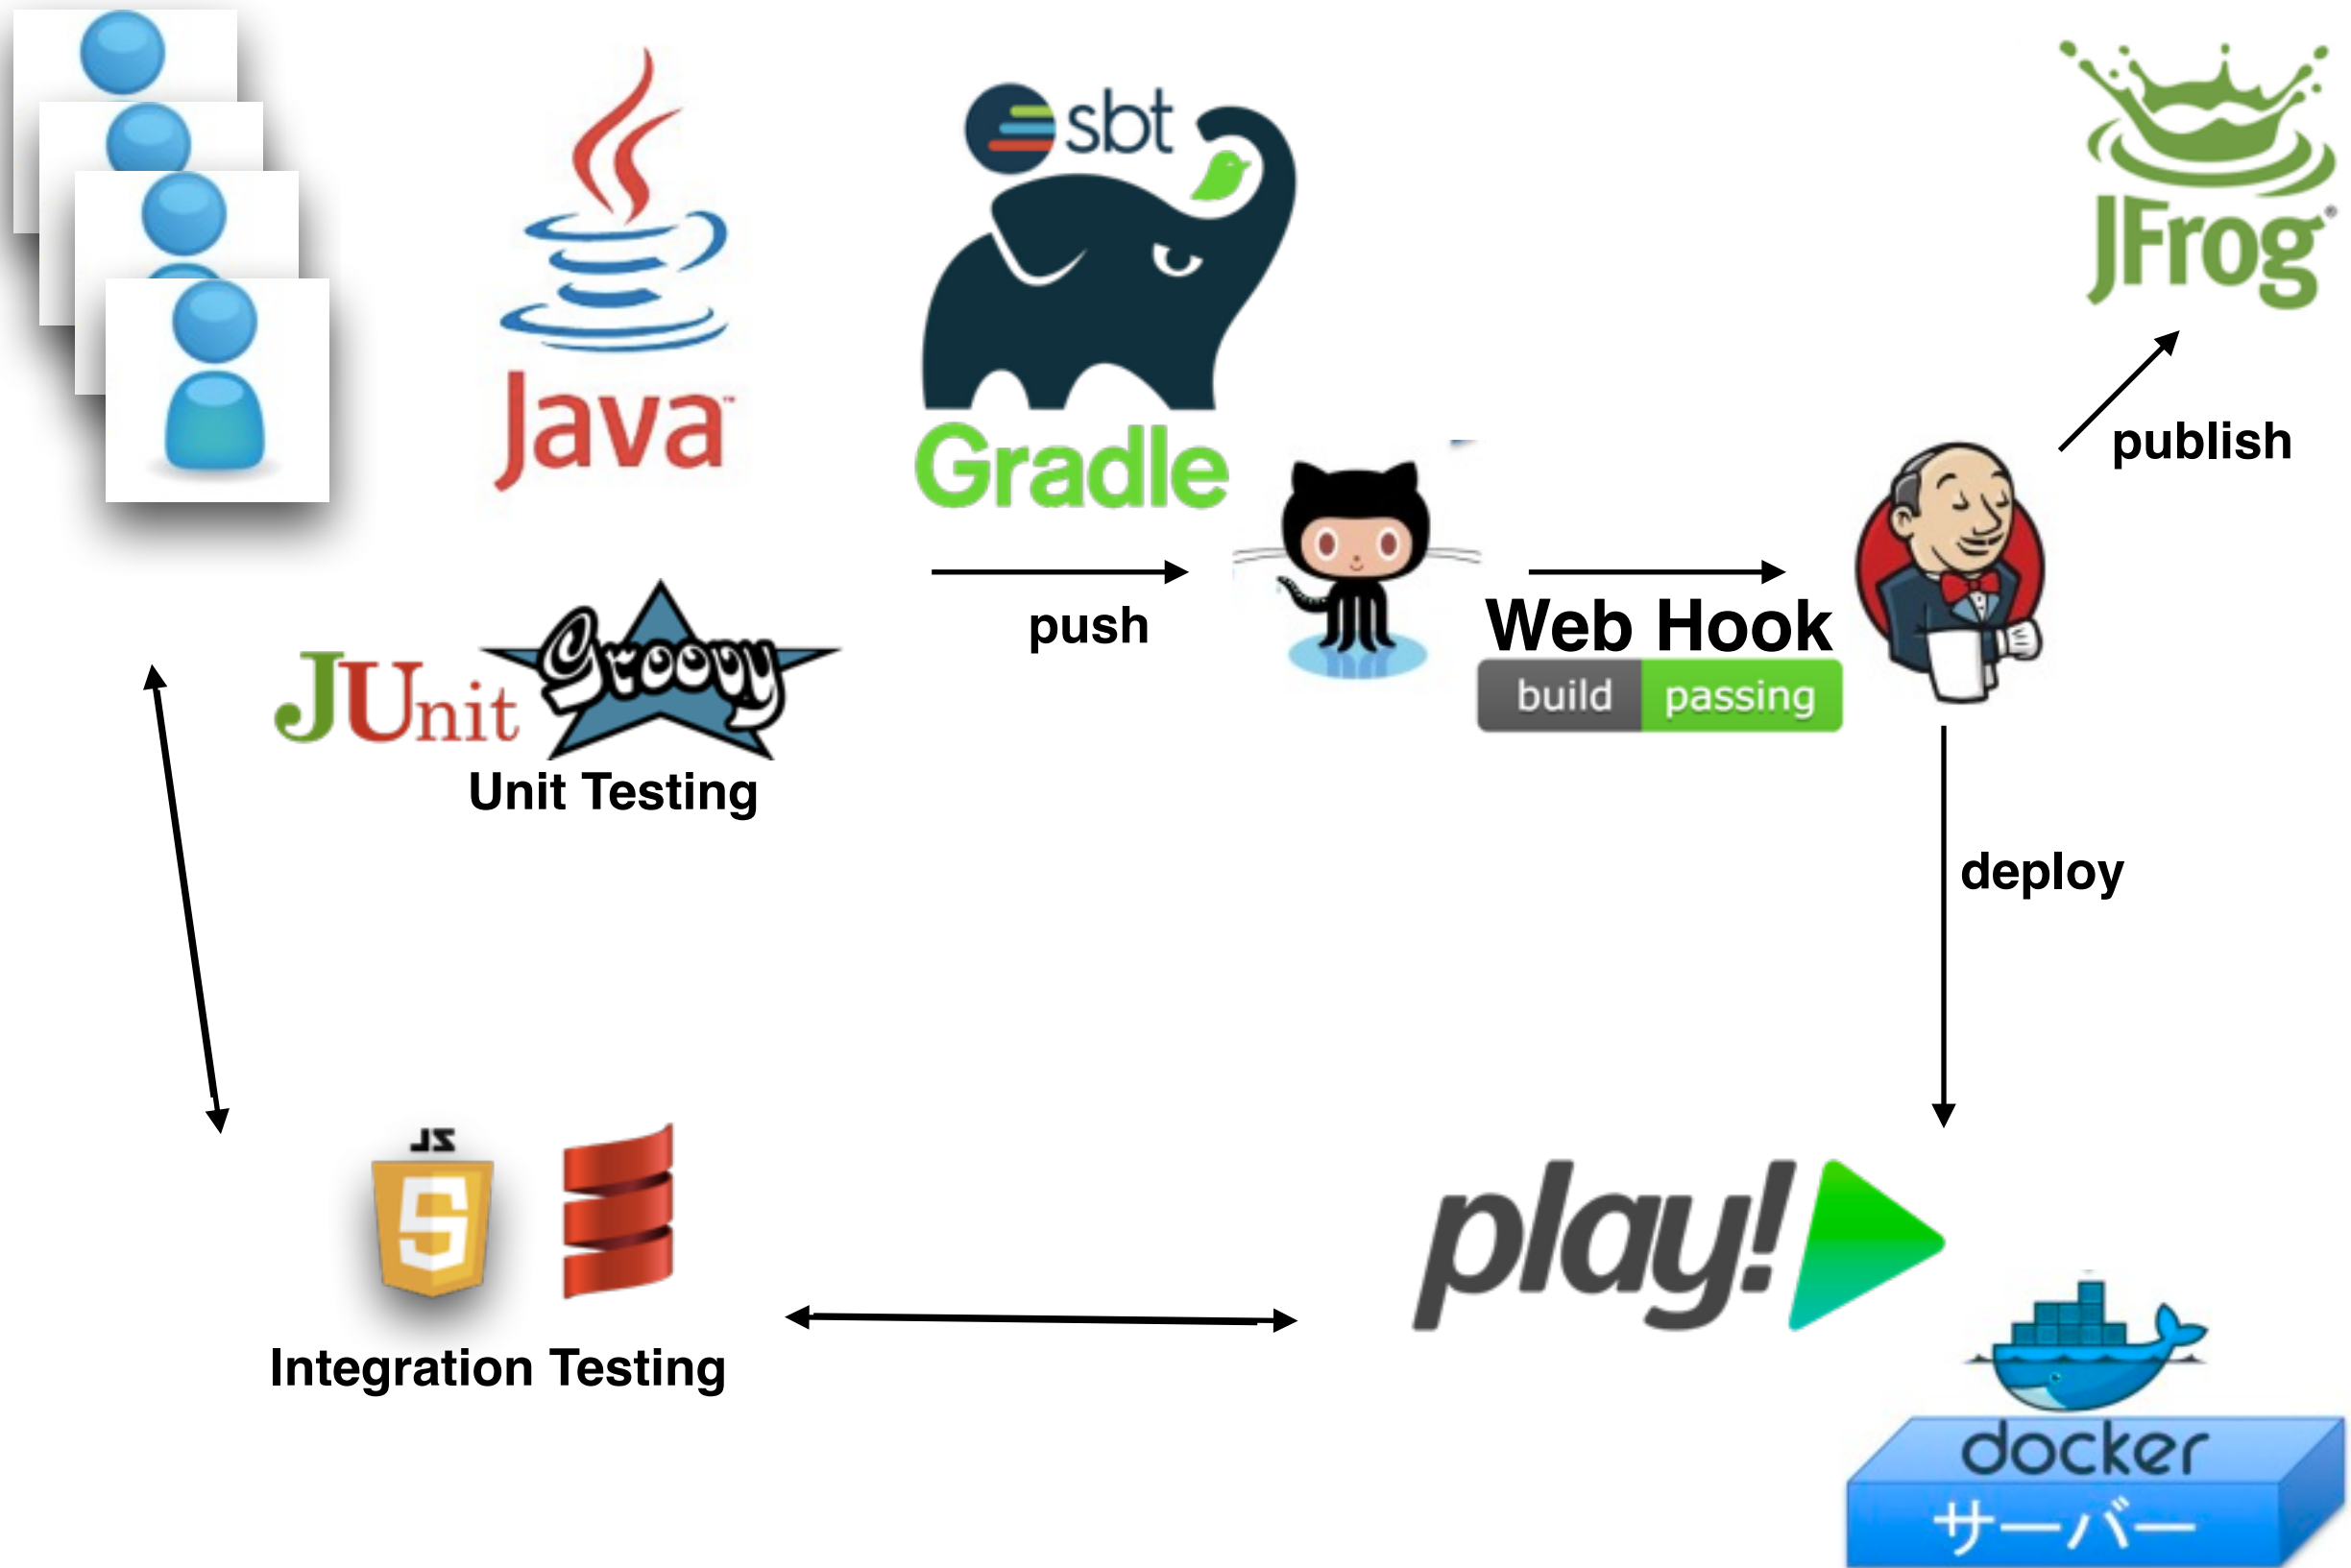 sbt
Java™
Gradle
JFrog®
publish
push
Web Hook
build passing
JUnit
Groovy
Unit Testing
deploy
JS
5
Integration Testing
play!
docker
サーバー